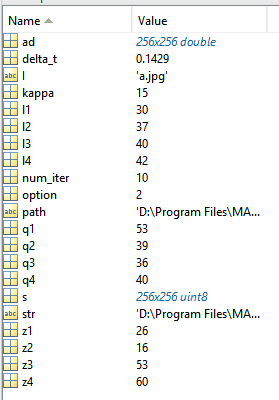 Name Value
ad 256x256 double
delta_t 0.1429
I 'a.jpg'
kappa 15
l1 30
l2 37
l3 40
l4 42
num_iter 10
option 2
path 'D:\Program Files\MA...
q1 53
q2 39
q3 36
q4 40
s 256x256 uint8
str 'D:\Program Files\MA...
z1 26
z2 16
z3 53
z4 60